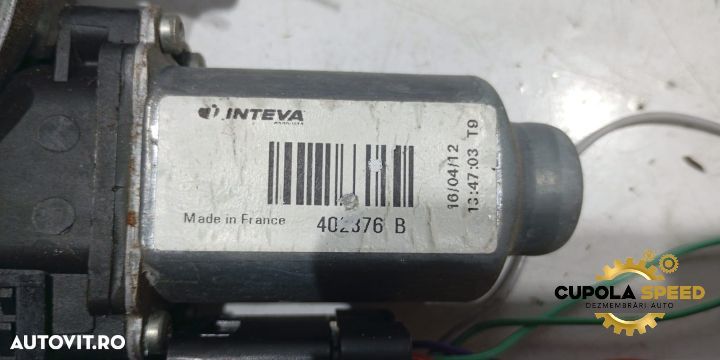 INTEVA
Made in France
402376 B
16/04/12
13:47:03 T9
CUPOLA SPEED
DEZMEMBRĂRI AUTO
AUTOVIT.RO